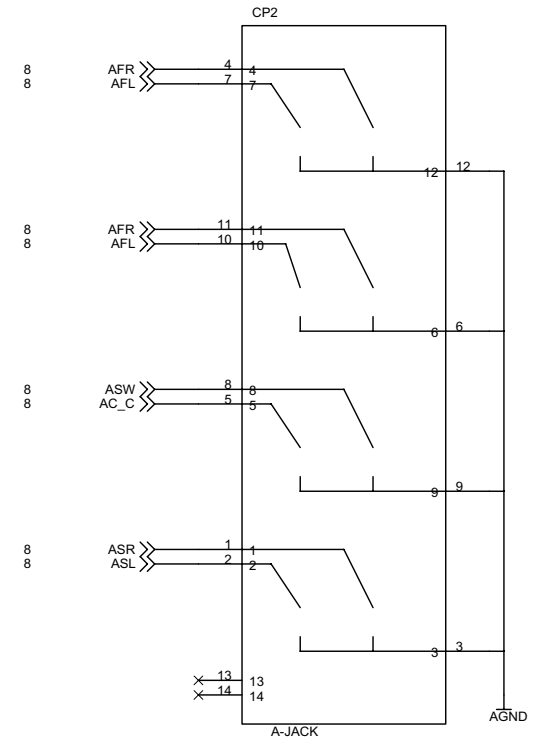 CP2
8 AFR 4 4
8 AFL 7 7
12 12
8 AFR 11 11
8 AFL 10 10
6 6
8 ASW 8 8
8 AC_C 5 5
9 9
8 ASR 1 1
8 ASL 2 2
3 3
13 13
14 14
AGND
A-JACK